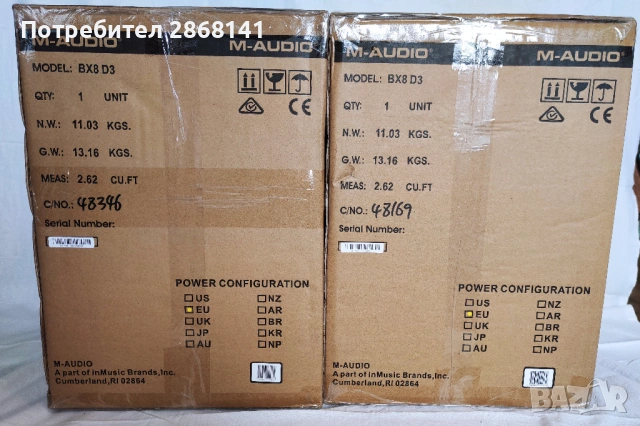 Потребител 2868141
M-AUDIO
M-AUDIO
MODEL: BX8 D3
QTY: 1 UNIT
N.W.: 11.03 KGS.
G.W.: 13.16 KGS.
MEAS: 2.62 CU.FT
C/NO.: 48346
Serial Number:
POWER CONFIGURATION
US NZ
EU AR
UK BR
JP KR
AU NP
M-AUDIO
A part of inMusic Brands,Inc.
Cumberland,RI 02864
M-AUDIO
M-AUDIO
MODEL: BX8 D3
QTY: 1 UNIT
N.W.: 11.03 KGS.
G.W.: 13.16 KGS.
MEAS: 2.62 CU.FT
C/NO.: 48169
Serial Number:
POWER CONFIGURATION
US NZ
EU AR
UK BR
JP KR
AU NP
M-AUDIO
A part of inMusic Brands,Inc.
Cumberland,RI 02864
BAZAR